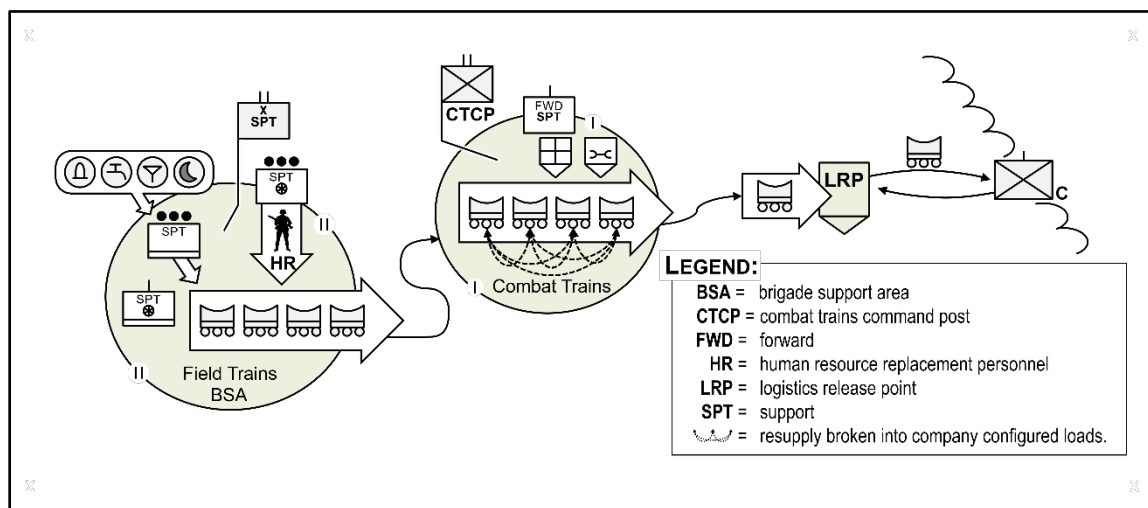 CTCP
FWD
SPT
I
X
SPT
SPT
SPT
II
HR
SPT
LRP
C
Combat Trains
I
Field Trains
BSA
II
LEGEND:
BSA = brigade support area
CTCP = combat trains command post
FWD = forward
HR = human resource replacement personnel
LRP = logistics release point
SPT = support
= resupply broken into company configured loads.